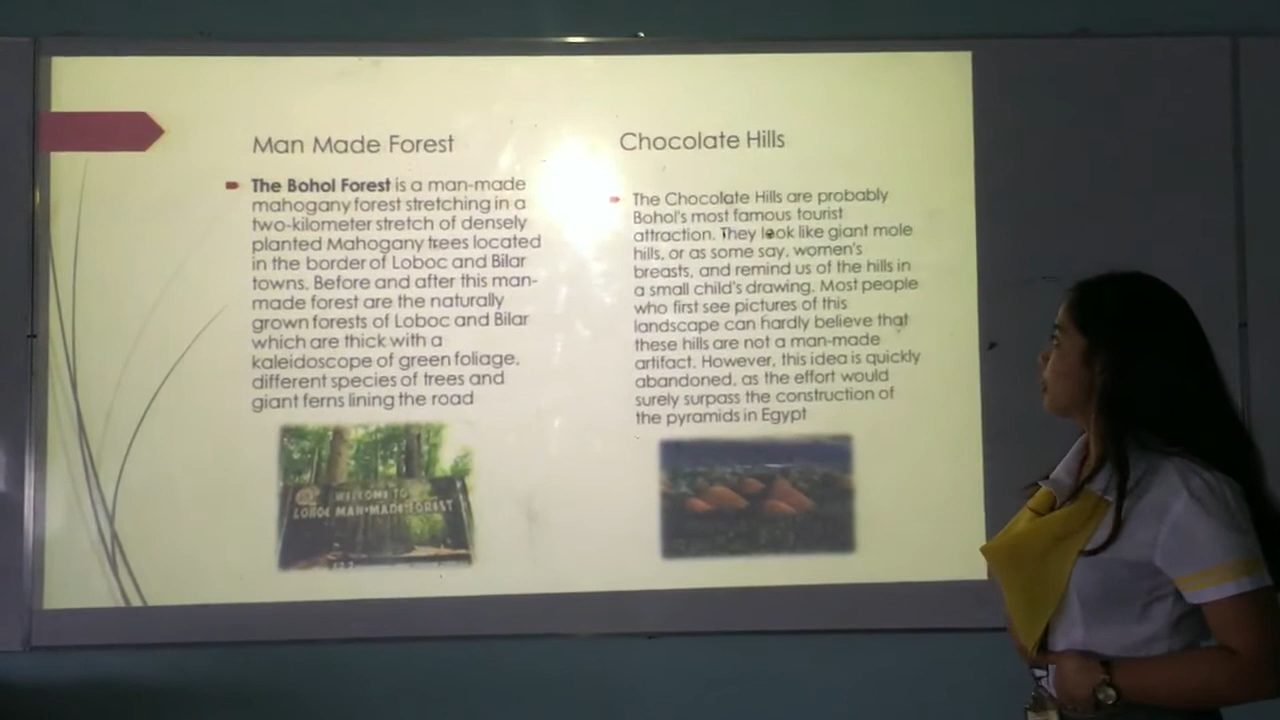 Man Made Forest
The Bohol Forest is a man-made
mahogany forest stretching in a
two-kilometer stretch of densely
planted Mahogany trees located
in the border of Loboc and Bilar
towns. Before and after this man-
made forest are the naturally
grown forests of Loboc and Bilar
which are thick with a
kaleidoscope of green foliage,
different species of trees and
giant ferns lining the road
WELCOME TO
LOBOC MAN-MADE FOREST
Chocolate Hills
The Chocolate Hills are probably
Bohol's most famous tourist
attraction. They look like giant mole
hills, or as some say, women's
breasts, and remind us of the hills in
a small child's drawing. Most people
who first see pictures of this
landscape can hardly believe that
these hills are not a man-made
artifact. However, this idea is quickly
abandoned, as the effort would
surely surpass the construction of
the pyramids in Egypt